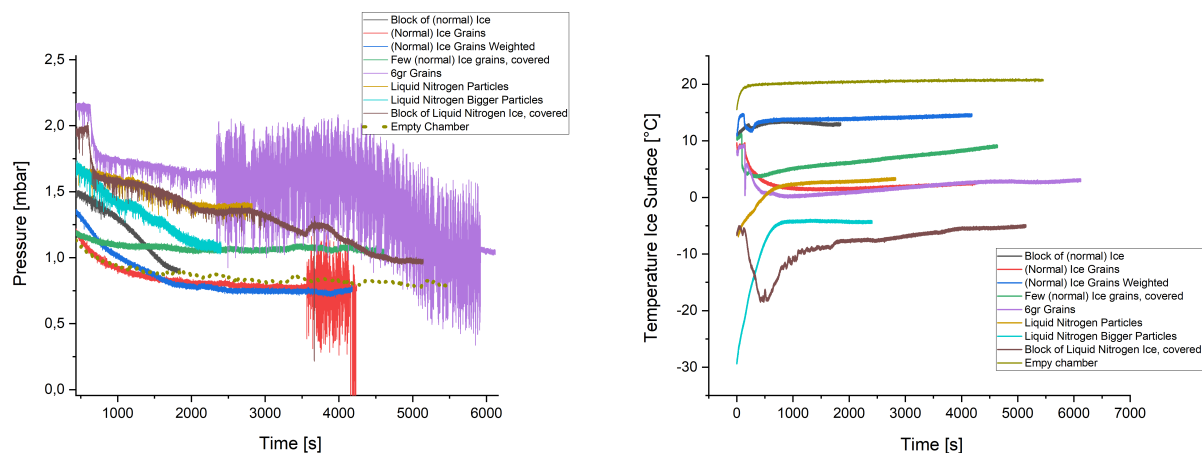 Block of (normal) Ice
(Normal) Ice Grains
(Normal) Ice Grains Weighted
Few (normal) Ice grains, covered
6gr Grains
Liquid Nitrogen Particles
Liquid Nitrogen Bigger Particles
Block of Liquid Nitrogen Ice, covered
Empty Chamber
2,5
2,0
1,5
1,0
0,5
0,0
Pressure [mbar]
1000 2000 3000 4000 5000 6000
Time [s]
20
10
0
-10
-20
-30
Temperature Ice Surface [°C]
Block of (normal) Ice
(Normal) Ice Grains
(Normal) Ice Grains Weighted
Few (normal) Ice grains, covered
6gr Grains
Liquid Nitrogen Particles
Liquid Nitrogen Bigger Particles
Block of Liquid Nitrogen Ice, covered
Empy chamber
0 1000 2000 3000 4000 5000 6000 7000
Time [s]